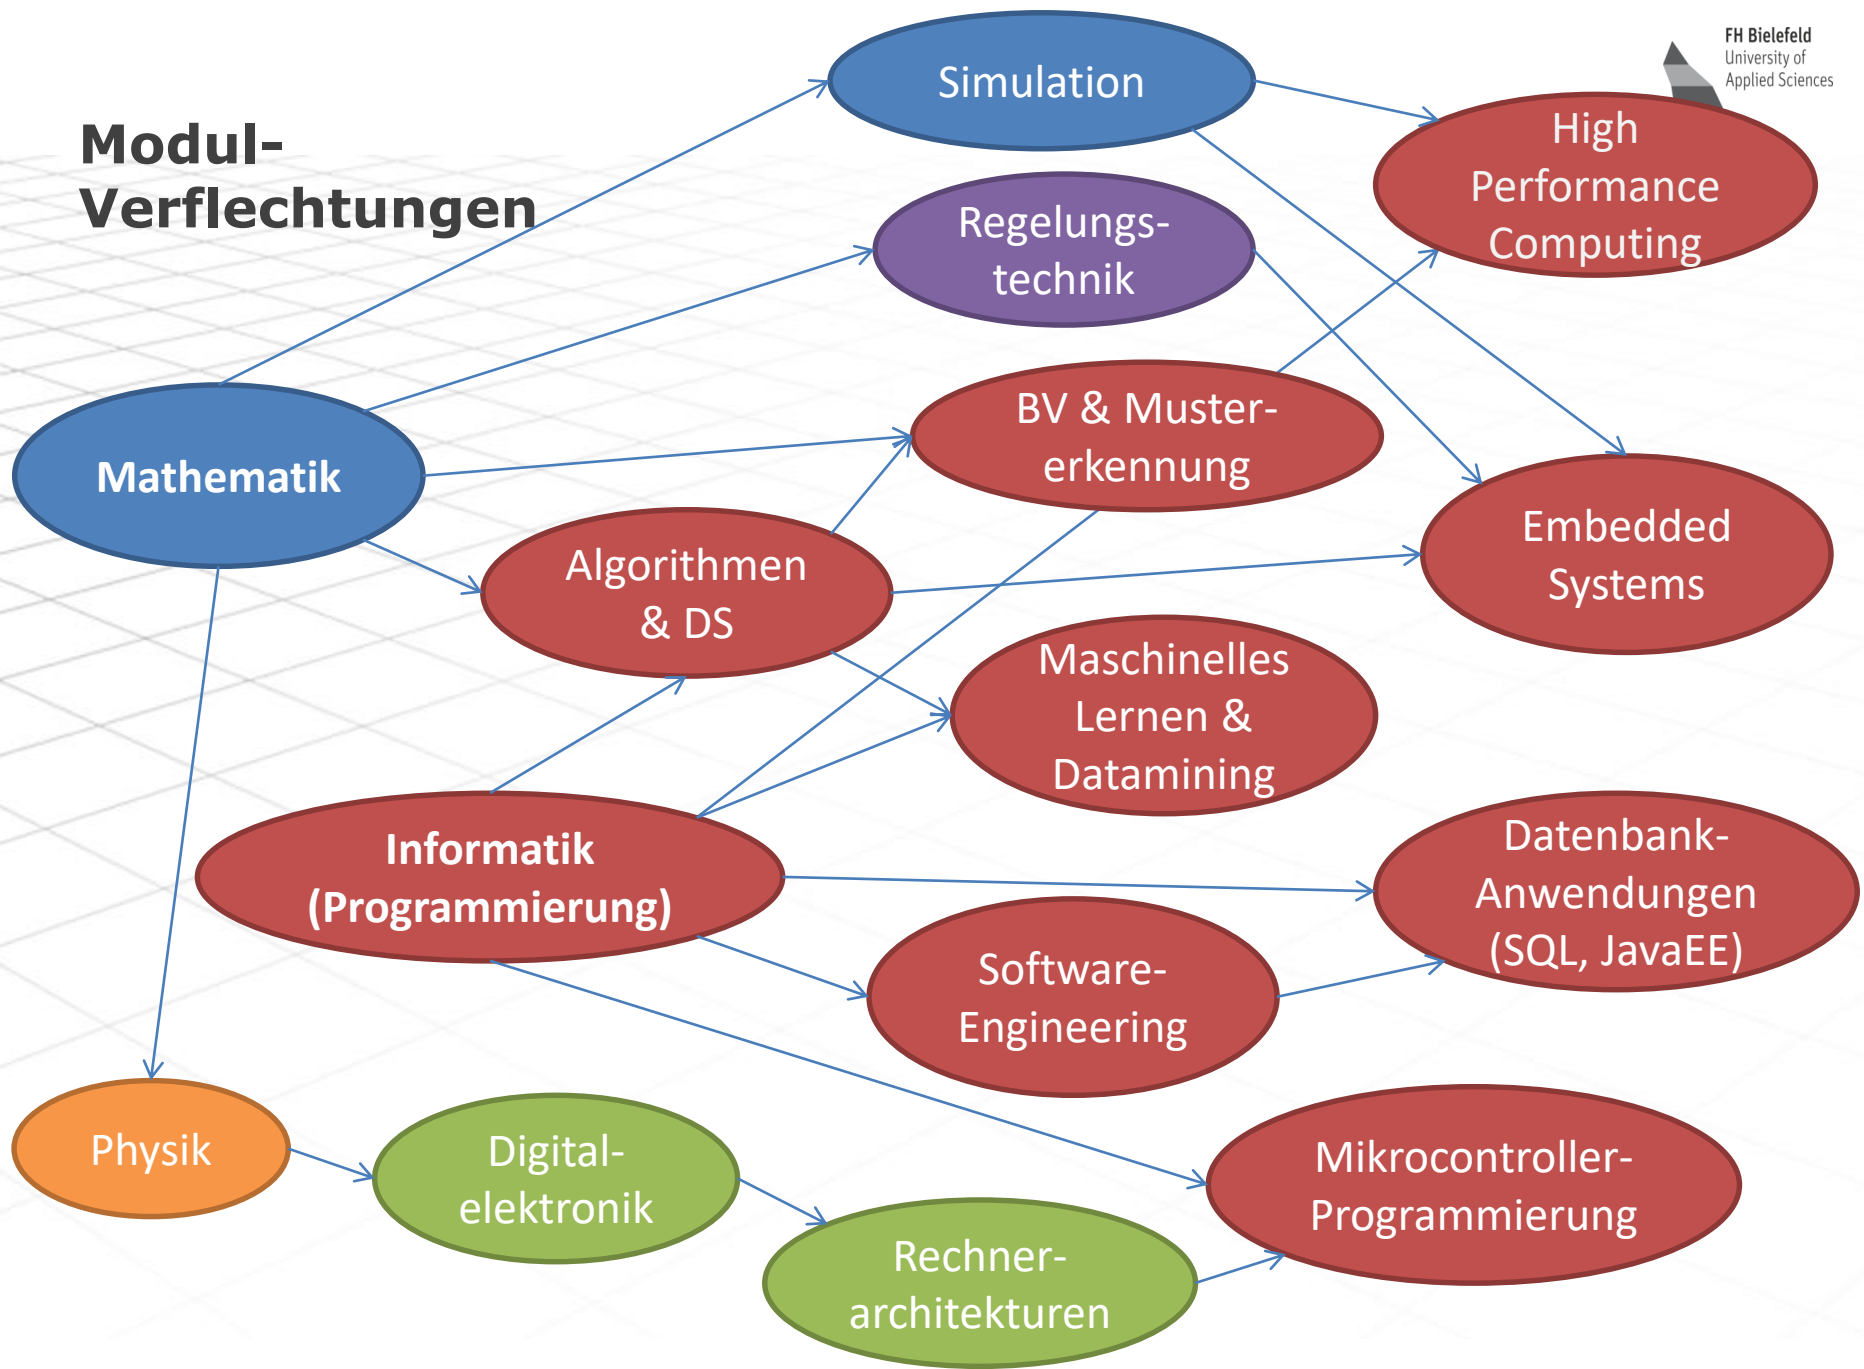 Modul-
Verflechtungen
FH Bielefeld
University of
Applied Sciences
Simulation
High
Performance
Computing
Regelungs-
technik
BV & Muster-
erkennung
Mathematik
Embedded
Systems
Algorithmen
& DS
Maschinelles
Lernen &
Datamining
Informatik
(Programmierung)
Datenbank-
Anwendungen
(SQL, JavaEE)
Software-
Engineering
Physik
Digital-
elektronik
Mikrocontroller-
Programmierung
Rechner-
architekturen